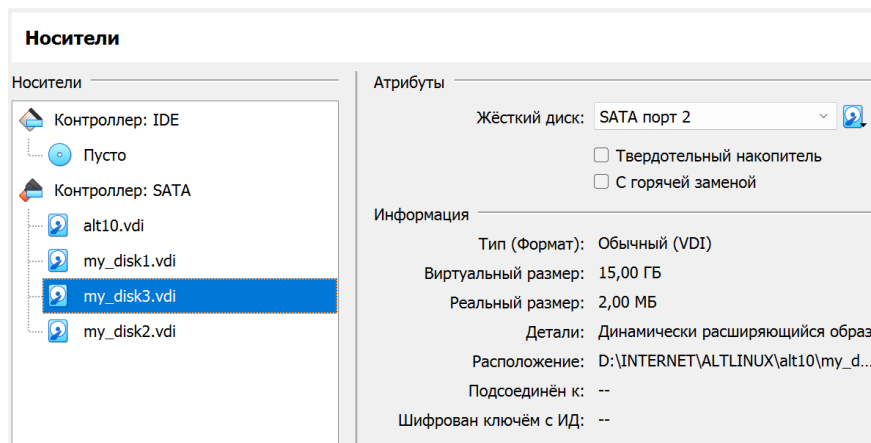 Носители
Носители
Контроллер: IDE
Пусто
Контроллер: SATA
alt10.vdi
my_disk1.vdi
my_disk3.vdi
my_disk2.vdi
Атрибуты
Жёсткий диск: SATA порт 2
Твердотельный накопитель
С горячей заменой
Информация
Тип (Формат): Обычный (VDI)
Виртуальный размер: 15,00 ГБ
Реальный размер: 2,00 МБ
Детали: Динамически расширяющийся образ
Расположение: D:\INTERNET\ALTLINUX\alt10\my_d...
Подсоединён к: --
Шифрован ключём с ИД: --